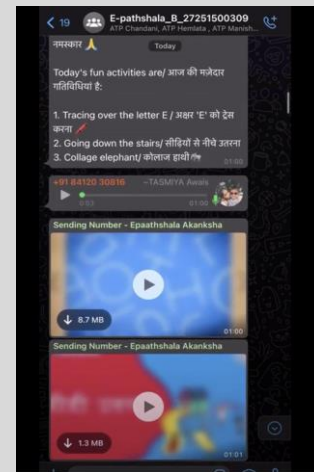 19
E-pathshala_B_27251500309
ATP Chandni, ATP Hemlata , ATP Manish...
नमस्कार 🙏
Today
Today's fun activities are/ आज की मज़ेदार
गतिविधियां है:
1. Tracing over the letter E / अक्षर 'E' को ट्रेस
करना
2. Going down the stairs/ सीढ़ियों से नीचे उतरना
3. Collage elephant/ कोलाज हाथी
01:00
+91 84120 30816 ~TASMIYA Awais
0:53 01:00
Sending Number - Epaathshala Akanksha
8.7 MB
01:00
Sending Number - Epaathshala Akanksha
1.3 MB
01:01